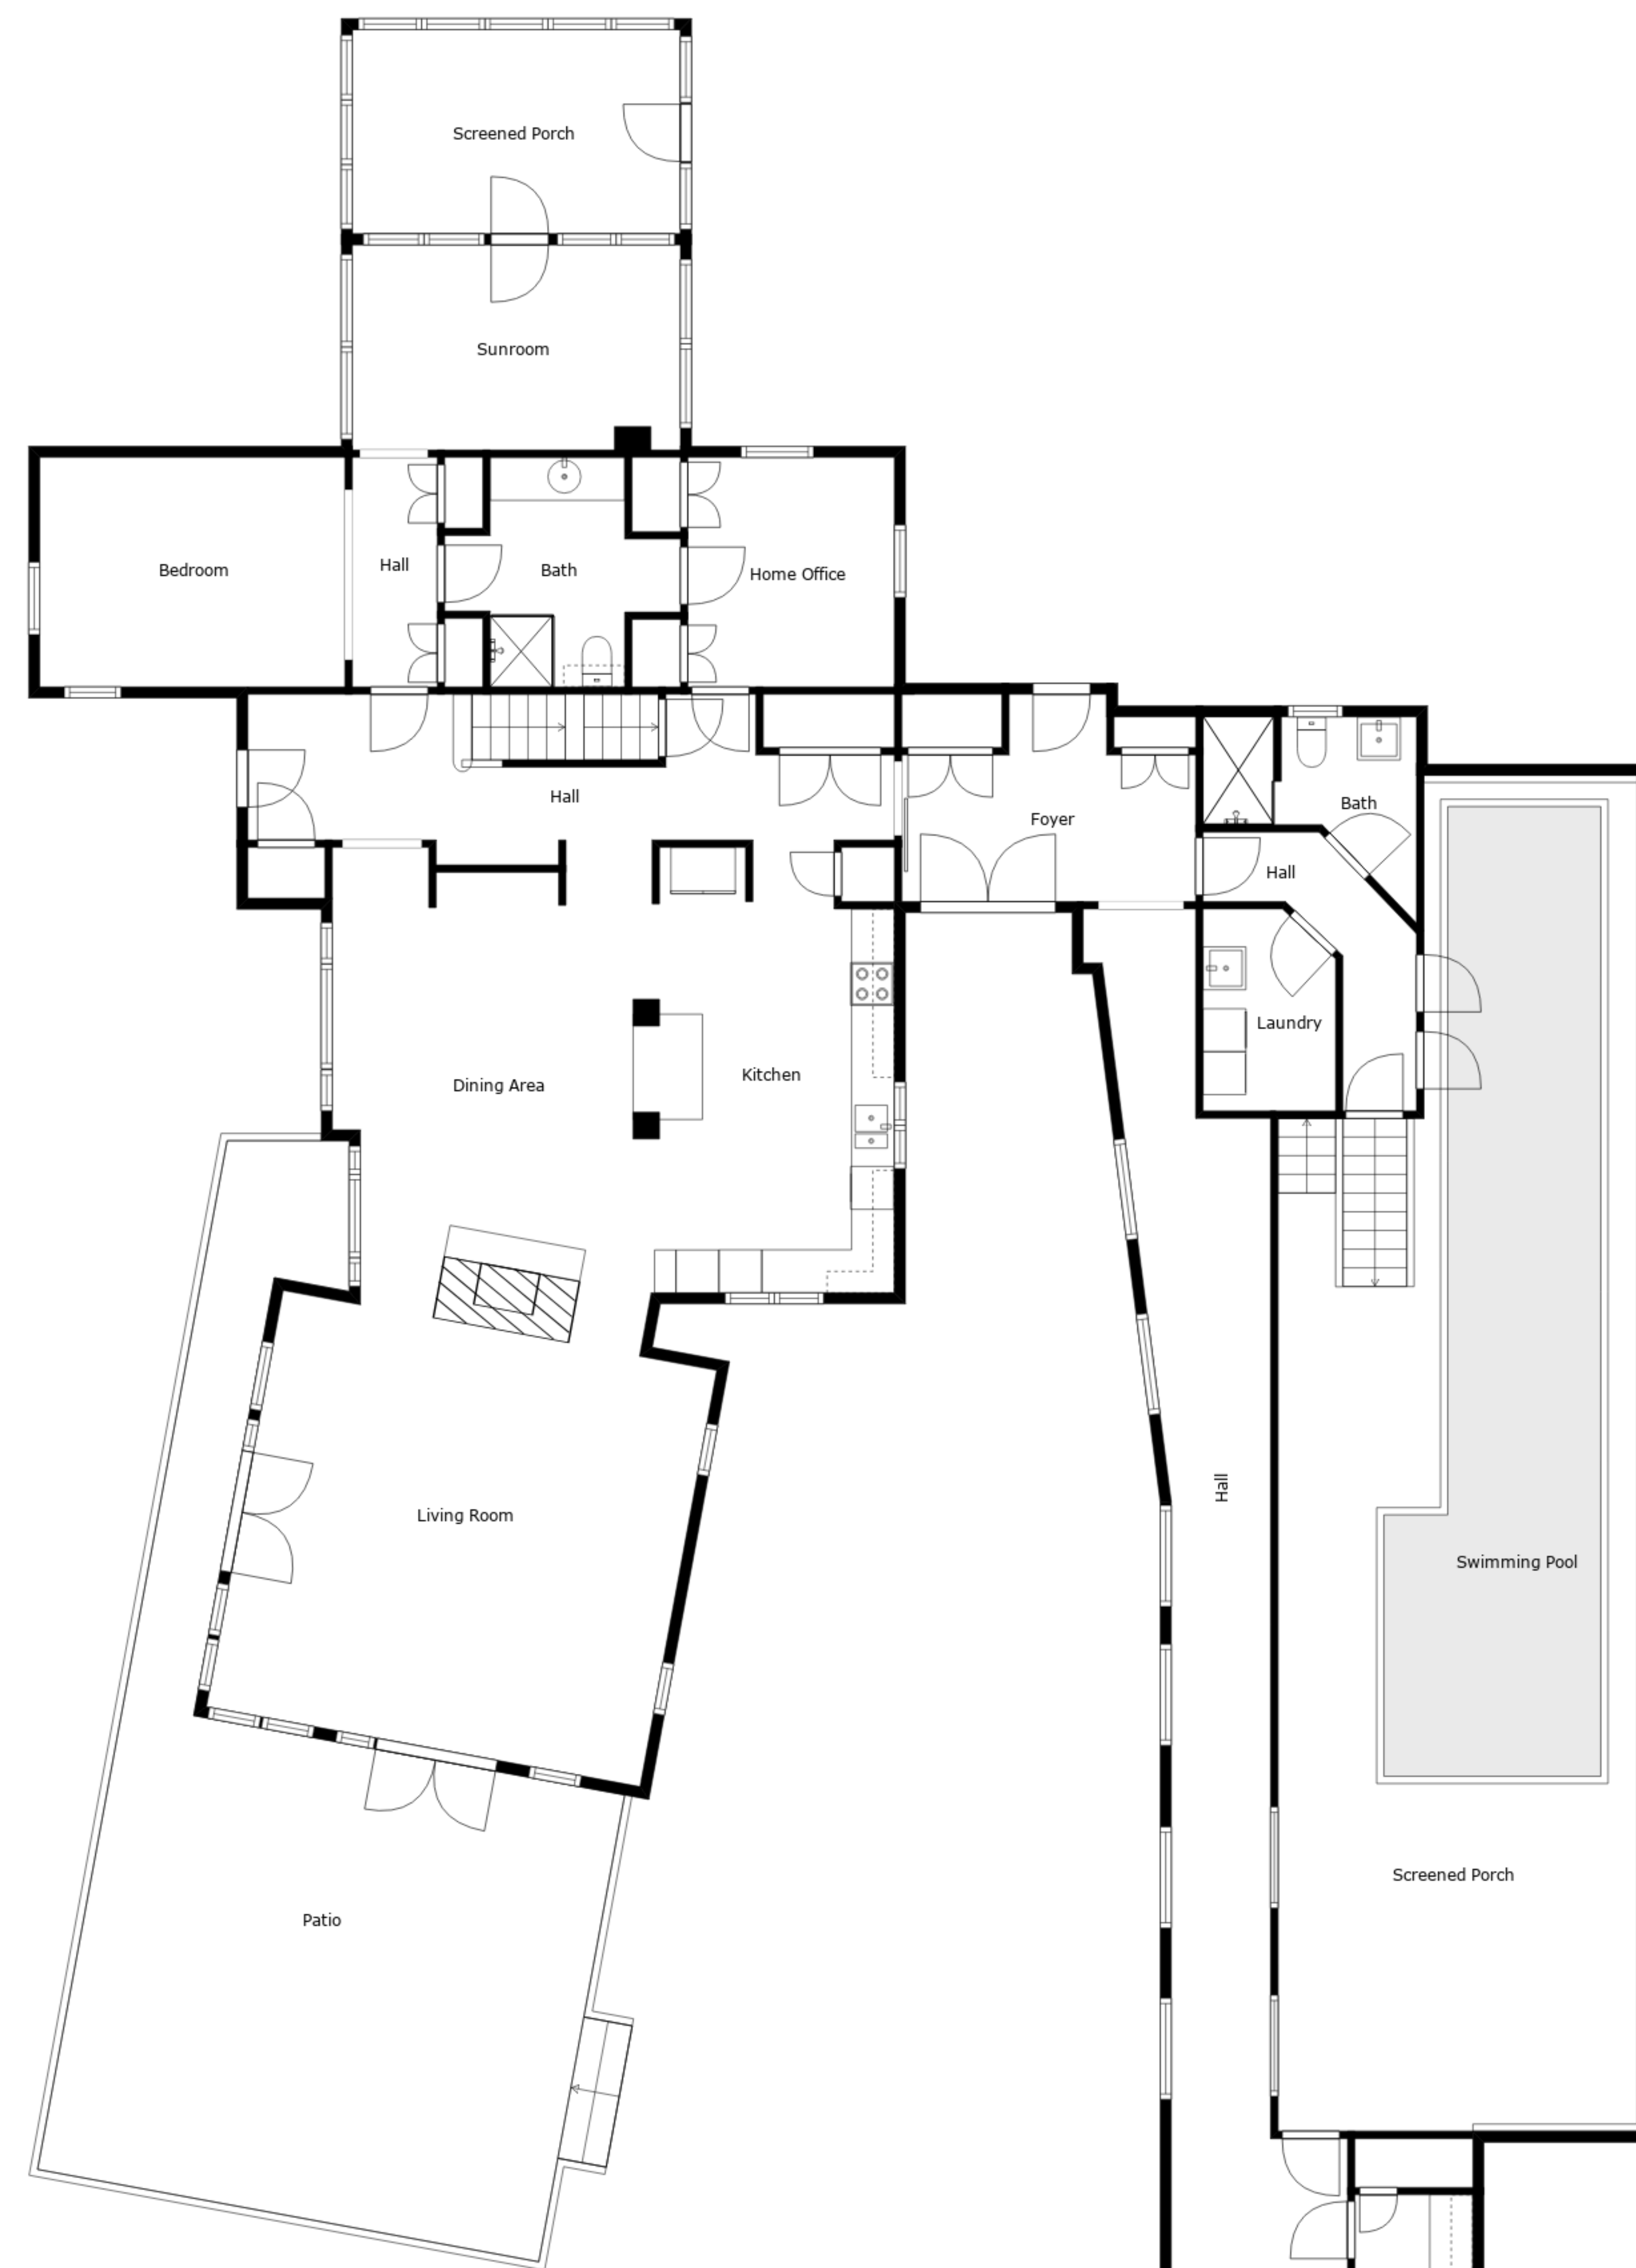 Screened Porch
Sunroom
Bedroom
Hall
Bath
Home Office
Hall
Foyer
Bath
Hall
Laundry
Dining Area
Kitchen
Hall
Living Room
Swimming Pool
Screened Porch
Patio